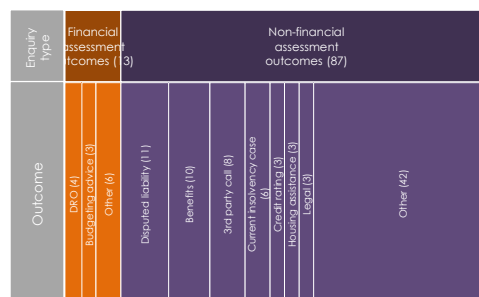 Enquiry
type
Financial
assessment
outcomes (13)
Non-financial
assessment
outcomes (87)
Outcome
DRO (4)
Budgeting advice (3)
Other (6)
Disputed liability (11)
Benefits (10)
3rd party call (8)
Current insolvency case
(6)
Credit rating (3)
Housing assistance (3)
Legal (3)
Other (42)